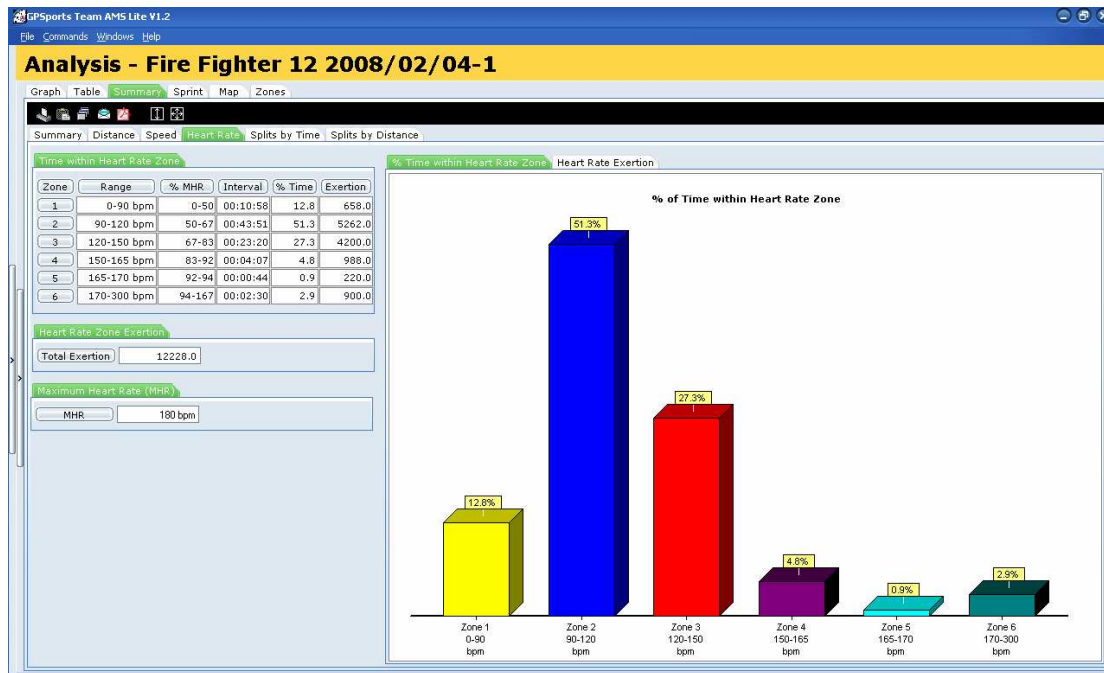 GPSports Team AMS Lite V1.2
File Commands Windows Help
Analysis - Fire Fighter 12 2008/02/04-1
Graph Table Summary Sprint Map Zones
Summary Distance Speed Heart Rate Splits by Time Splits by Distance
Time within Heart Rate Zone
Zone Range % MHR Interval % Time Exertion
1 0-90 bpm 0-50 00:10:58 12.8 658.0
2 90-120 bpm 50-67 00:43:51 51.3 5262.0
3 120-150 bpm 67-83 00:23:20 27.3 4200.0
4 150-165 bpm 83-92 00:04:07 4.8 988.0
5 165-170 bpm 92-94 00:00:44 0.9 220.0
6 170-300 bpm 94-167 00:02:30 2.9 900.0
Heart Rate Zone Exertion
Total Exertion 12228.0
Maximum Heart Rate (MHR)
MHR 180 bpm
% Time within Heart Rate Zone Heart Rate Exertion
% of Time within Heart Rate Zone
12.8% 51.3% 27.3% 4.8% 0.9% 2.9%
Zone 1 Zone 2 Zone 3 Zone 4 Zone 5 Zone 6
0-90 90-120 120-150 150-165 165-170 170-300
bpm bpm bpm bpm bpm bpm